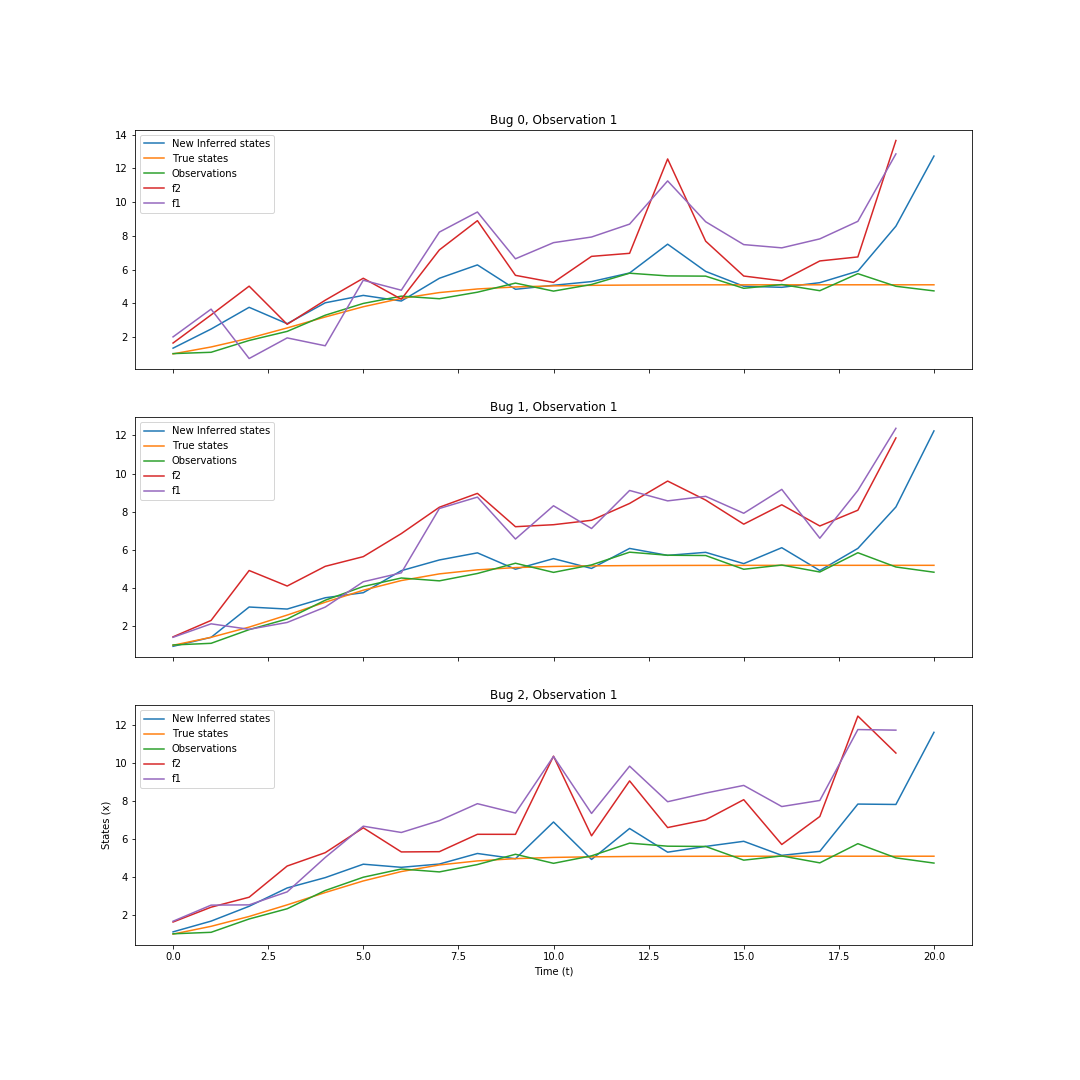 Bug 0, Observation 1
14
12
10
8
6
4
2
New Inferred states
True states
Observations
f2
f1
Bug 1, Observation 1
12
10
8
6
4
2
New Inferred states
True states
Observations
f2
f1
Bug 2, Observation 1
12
10
8
6
4
2
States (x)
New Inferred states
True states
Observations
f2
f1
0.0 2.5 5.0 7.5 10.0 12.5 15.0 17.5 20.0
Time (t)